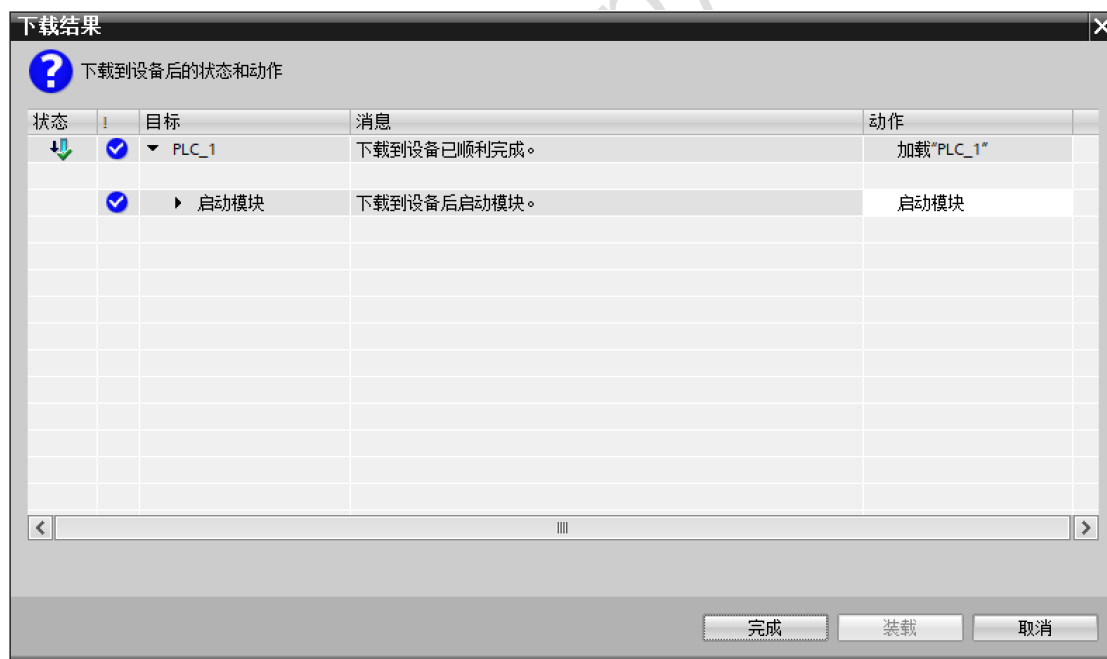 下载结果
下载到设备后的状态和动作
状态 ! 目标 消息 动作
PLC_1 下载到设备已顺利完成。 加载"PLC_1"
启动模块 下载到设备后启动模块。 启动模块
完成 装载 取消